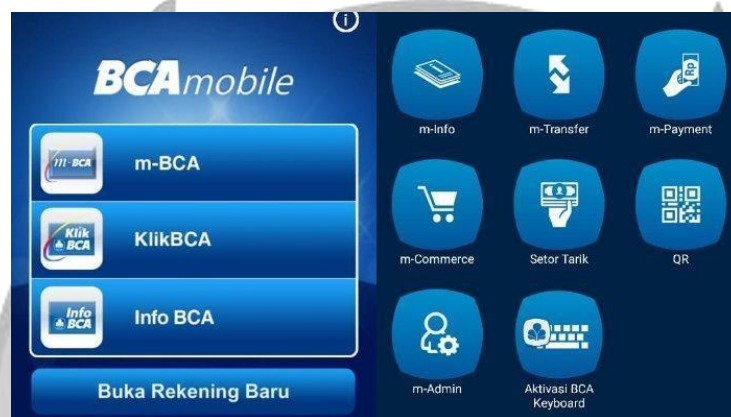 BCAmobile
m-BCA
m-BCA
Klik
BCA
KlikBCA
Info
BCA
Info BCA
Buka Rekening Baru
m-Info
m-Transfer
Rp
m-Payment
m-Commerce
Setor Tarik
QR
m-Admin
Aktivasi BCA
Keyboard